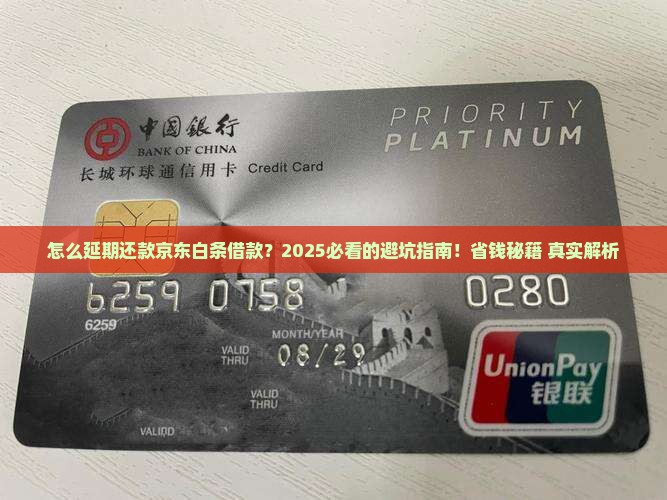 中国银行
BANK OF CHINA
长城环球通信用卡 Credit Card
PRIORITY
PLATINUM
怎么延期还款京东白条借款?2025必看的避坑指南!省钱秘籍 真实解析
6259 0758 0280
6259
MONTH/YEAR
VALID
THRU
08/29
VALID
THRU
VALID
UnionPay
银联